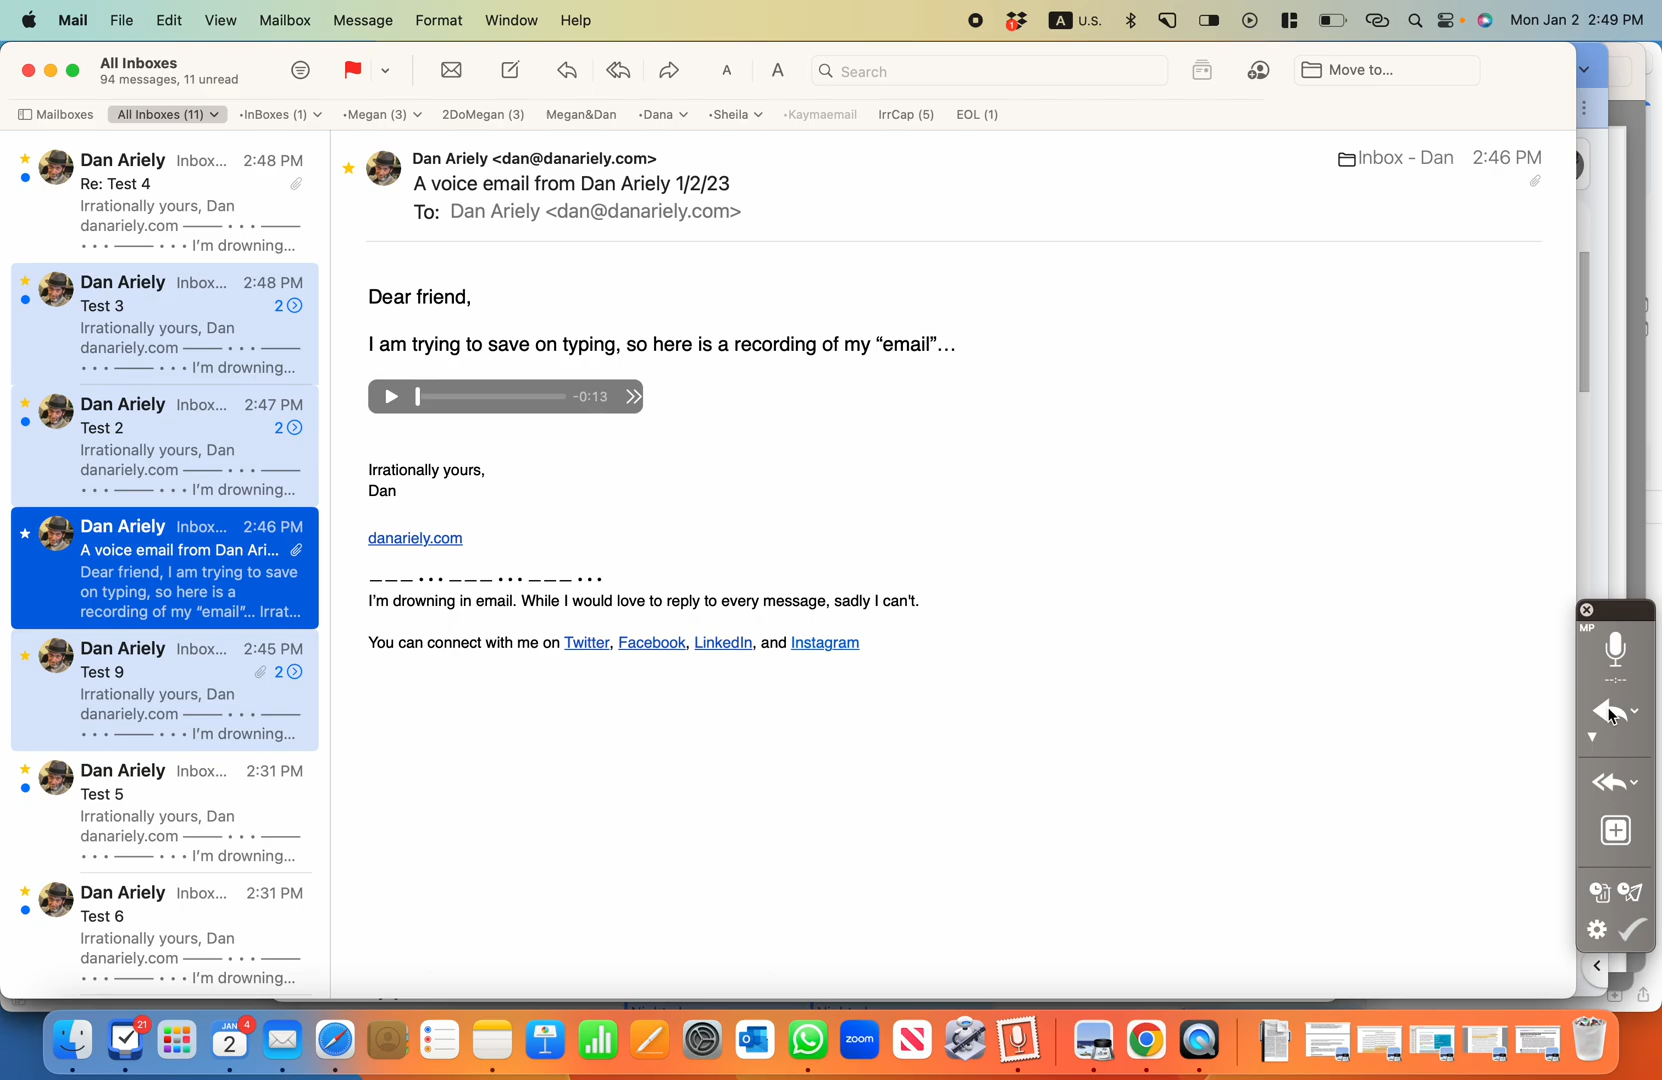 Mail File Edit View Mailbox Message Format Window Help
A U.S. Mon Jan 2 2:49 PM
All Inboxes
94 messages, 11 unread
A A Search Move to...
Mailboxes All Inboxes (11) •InBoxes (1) •Megan (3) 2DoMegan (3) Megan&Dan •Dana •Sheila •Kaymaemail IrrCap (5) EOL (1)
Dan Ariely Inbox... 2:48 PM
Re: Test 4
Irrationally yours, Dan
danariely.com ——– • • • ——–
• • • ——– • • • I'm drowning...
Dan Ariely Inbox... 2:48 PM
Test 3 2
Irrationally yours, Dan
danariely.com ——– • • • ——–
• • • ——– • • • I'm drowning...
Dan Ariely Inbox... 2:47 PM
Test 2 2
Irrationally yours, Dan
danariely.com ——– • • • ——–
• • • ——– • • • I'm drowning...
Dan Ariely Inbox... 2:46 PM
A voice email from Dan Ari...
Dear friend, I am trying to save
on typing, so here is a
recording of my "email"... Irrat...
Dan Ariely Inbox... 2:45 PM
Test 9 2
Irrationally yours, Dan
danariely.com ——– • • • ——–
• • • ——– • • • I'm drowning...
Dan Ariely Inbox... 2:31 PM
Test 5
Irrationally yours, Dan
danariely.com ——– • • • ——–
• • • ——– • • • I'm drowning...
Dan Ariely Inbox... 2:31 PM
Test 6
Irrationally yours, Dan
danariely.com ——– • • • ——–
• • • ——– • • • I'm drowning...
Dan Ariely <dan@danariely.com> Inbox - Dan 2:46 PM
A voice email from Dan Ariely 1/2/23
To: Dan Ariely <dan@danariely.com>
Dear friend,
I am trying to save on typing, so here is a recording of my “email”…
-0:13
Irrationally yours,
Dan
danariely.com
– – – • • • – – – • • • – – – • • •
I'm drowning in email. While I would love to reply to every message, sadly I can't.
You can connect with me on Twitter, Facebook, LinkedIn, and Instagram
MP
--:--
21
JAN 4
2
zoom